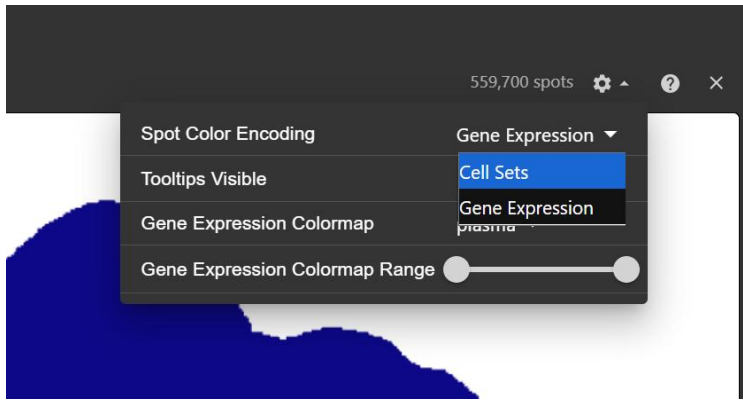 559,700 spots
Spot Color Encoding
Gene Expression
Tooltips Visible
Cell Sets
Gene Expression
Gene Expression Colormap
plasma
Gene Expression Colormap Range